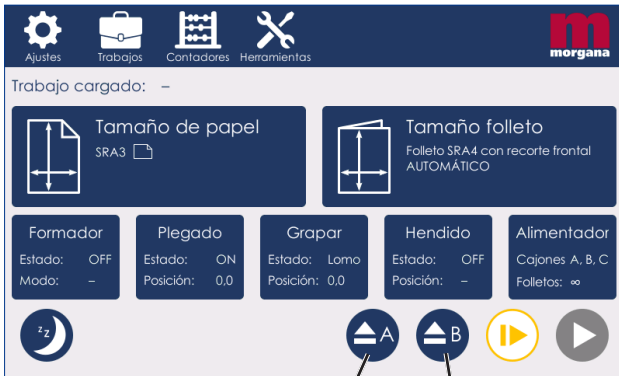 Ajustes Trabajos Contadores Herramientas
morgana
Trabajo cargado: –
Tamaño de papel
SRA3
Tamaño folleto
Folleto SRA4 con recorte frontal
AUTOMÁTICO
Formador
Estado: OFF
Modo: –
Plegado
Estado: ON
Posición: 0,0
Grapar
Estado: Lomo
Posición: 0,0
Hendido
Estado: OFF
Posición: –
Alimentador
Cajones A, B, C
Folletos: ∞
zz
A
B